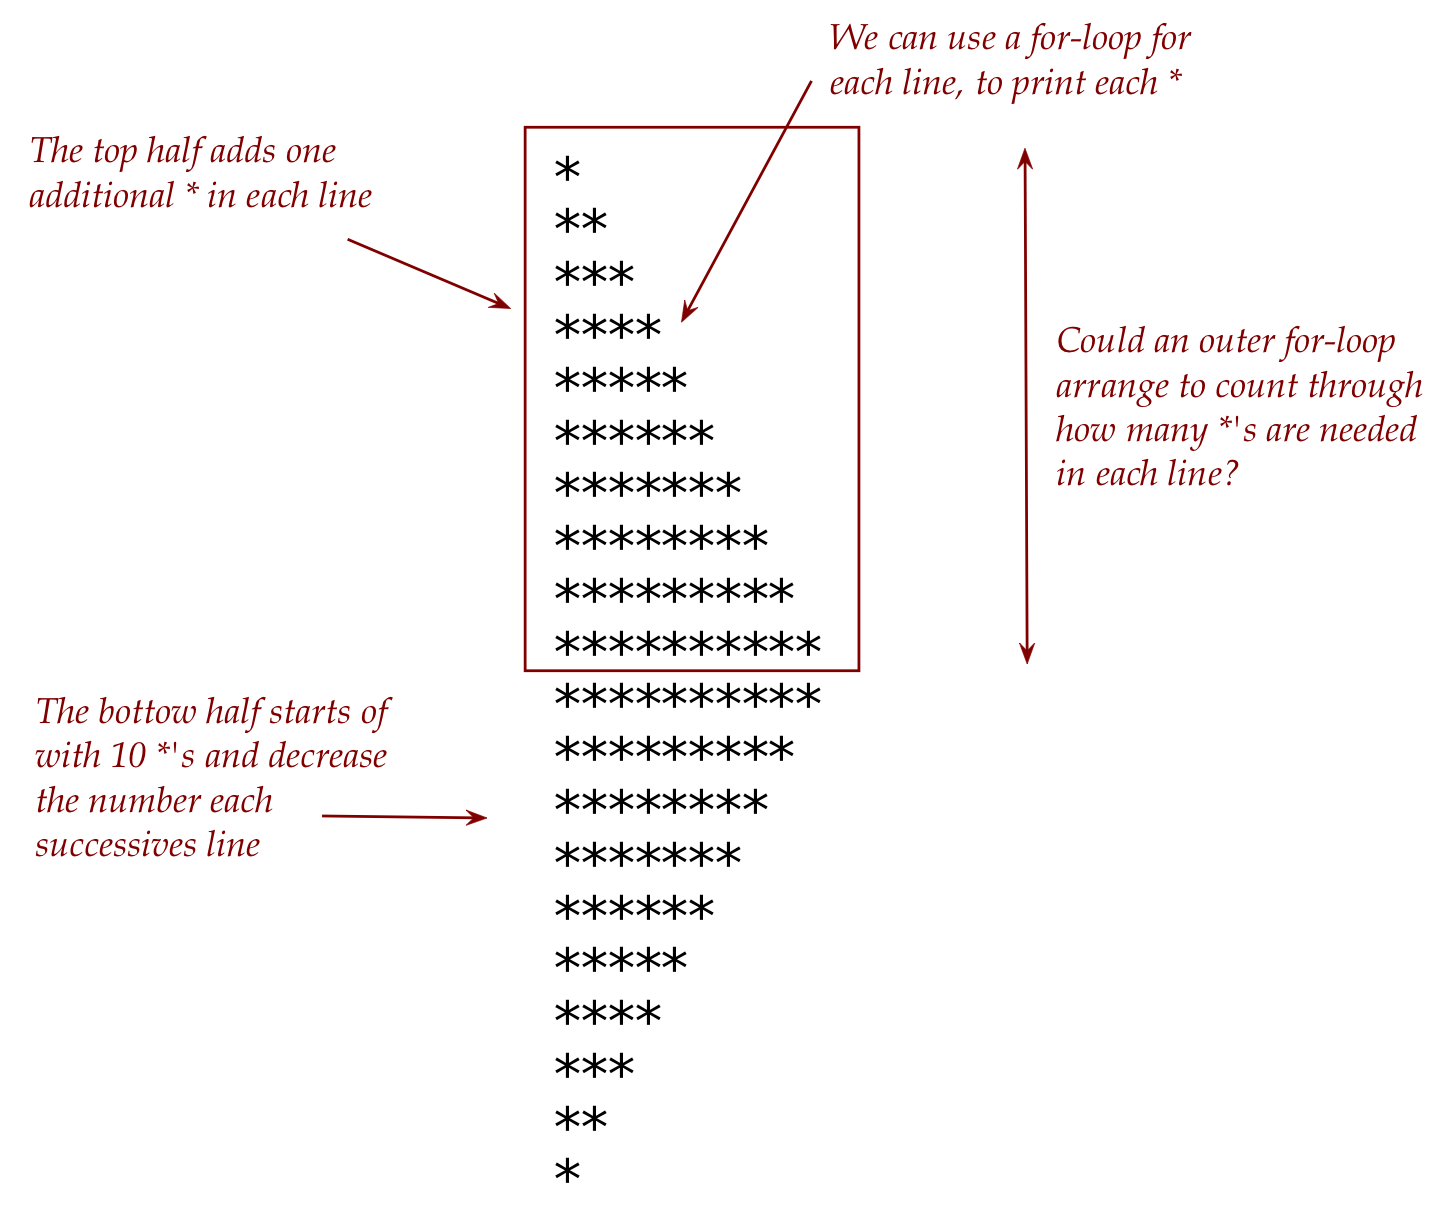 We can use a for-loop for
each line, to print each *
The top half adds one
additional * in each line
*
**
***
****
*****
******
*******
********
*********
**********
Could an outer for-loop
arrange to count through
how many *'s are needed
in each line?
**********
*********
********
*******
******
*****
****
***
**
*
The bottow half starts of
with 10 *'s and decrease
the number each
successives line